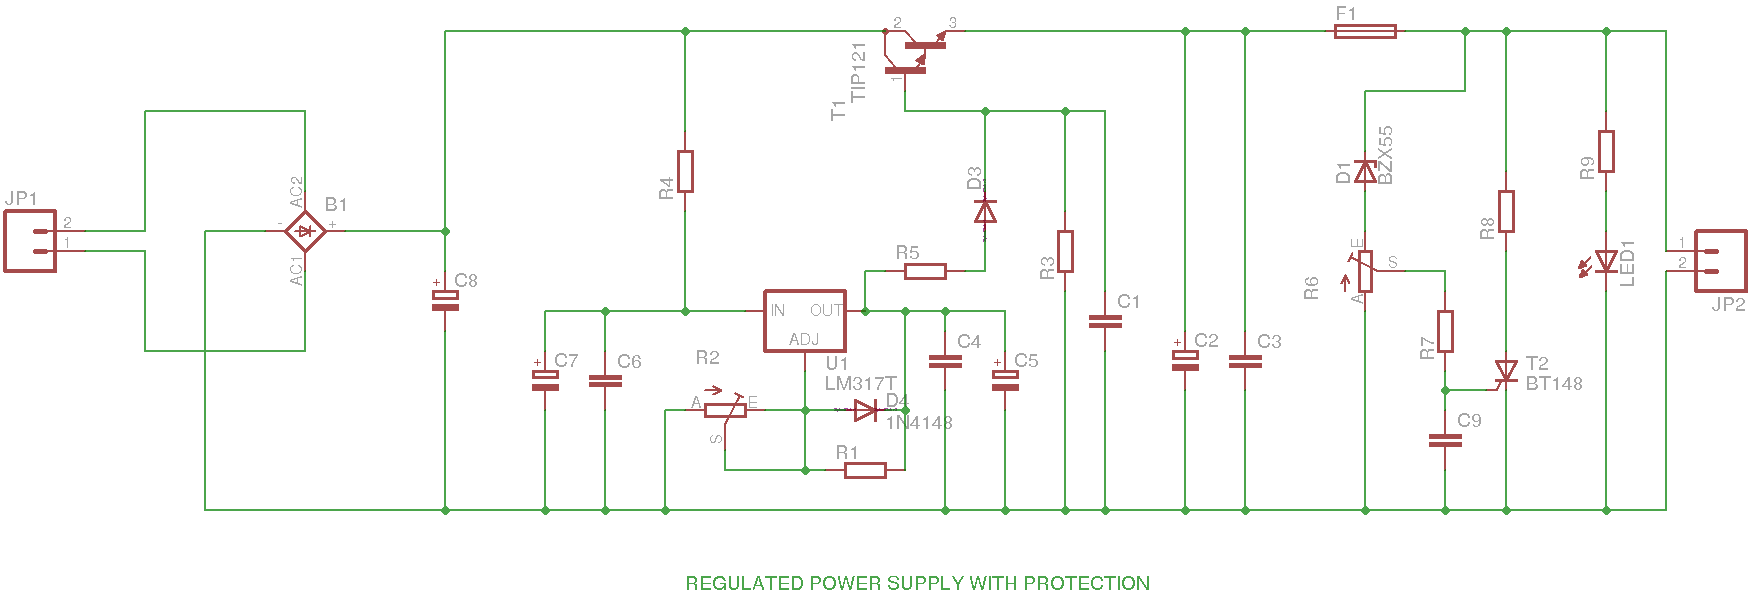 F1
2
3
TIP121
T1
1
JP1
2
1
AC2
-
B1
+
AC1
+
C8
R4
D3
R5
R3
C1
IN
OUT
ADJ
U1
LM317T
+
C7
C6
R2
A
E
S
D4
1N4148
R1
C4
+
C5
+
C2
C3
D1
BZX55
E
S
R6
A
R7
R8
R9
LED1
T2
BT148
C9
1
2
JP2
REGULATED POWER SUPPLY WITH PROTECTION